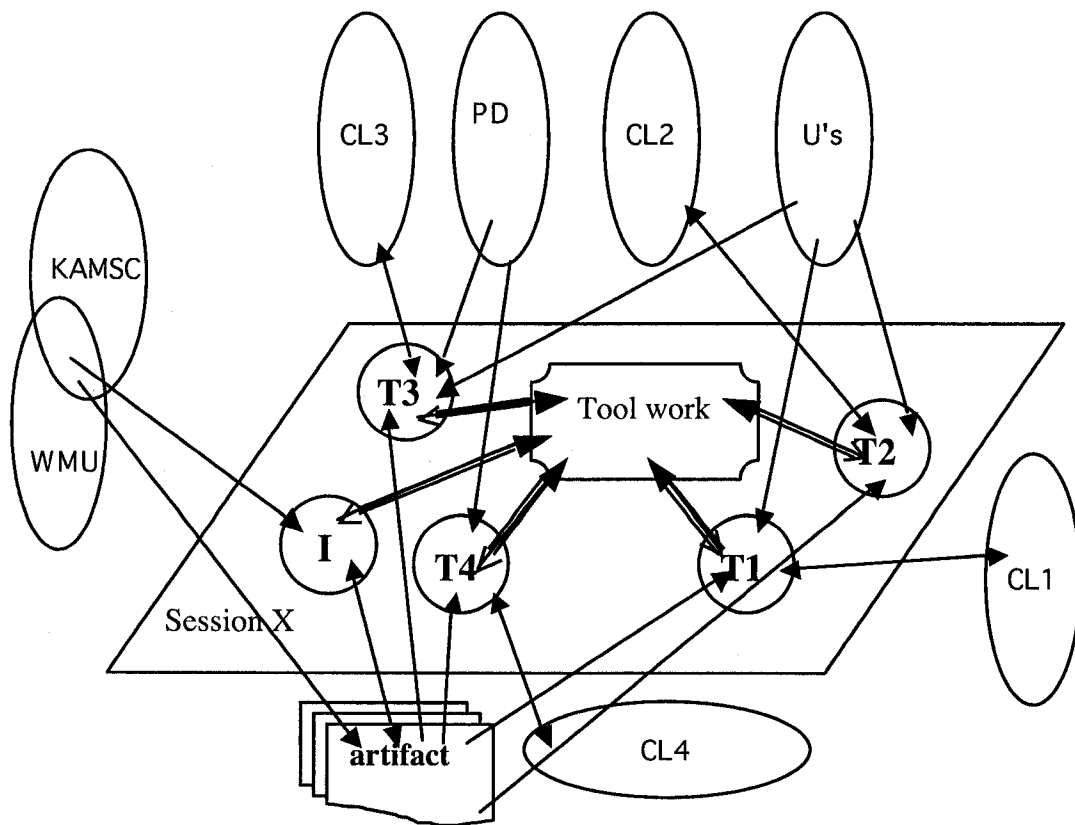 CL3
PD
CL2
U's
KAMSC
WMU
T3
Tool work
T2
I
T4
T1
CL1
Session X
artifact
CL4